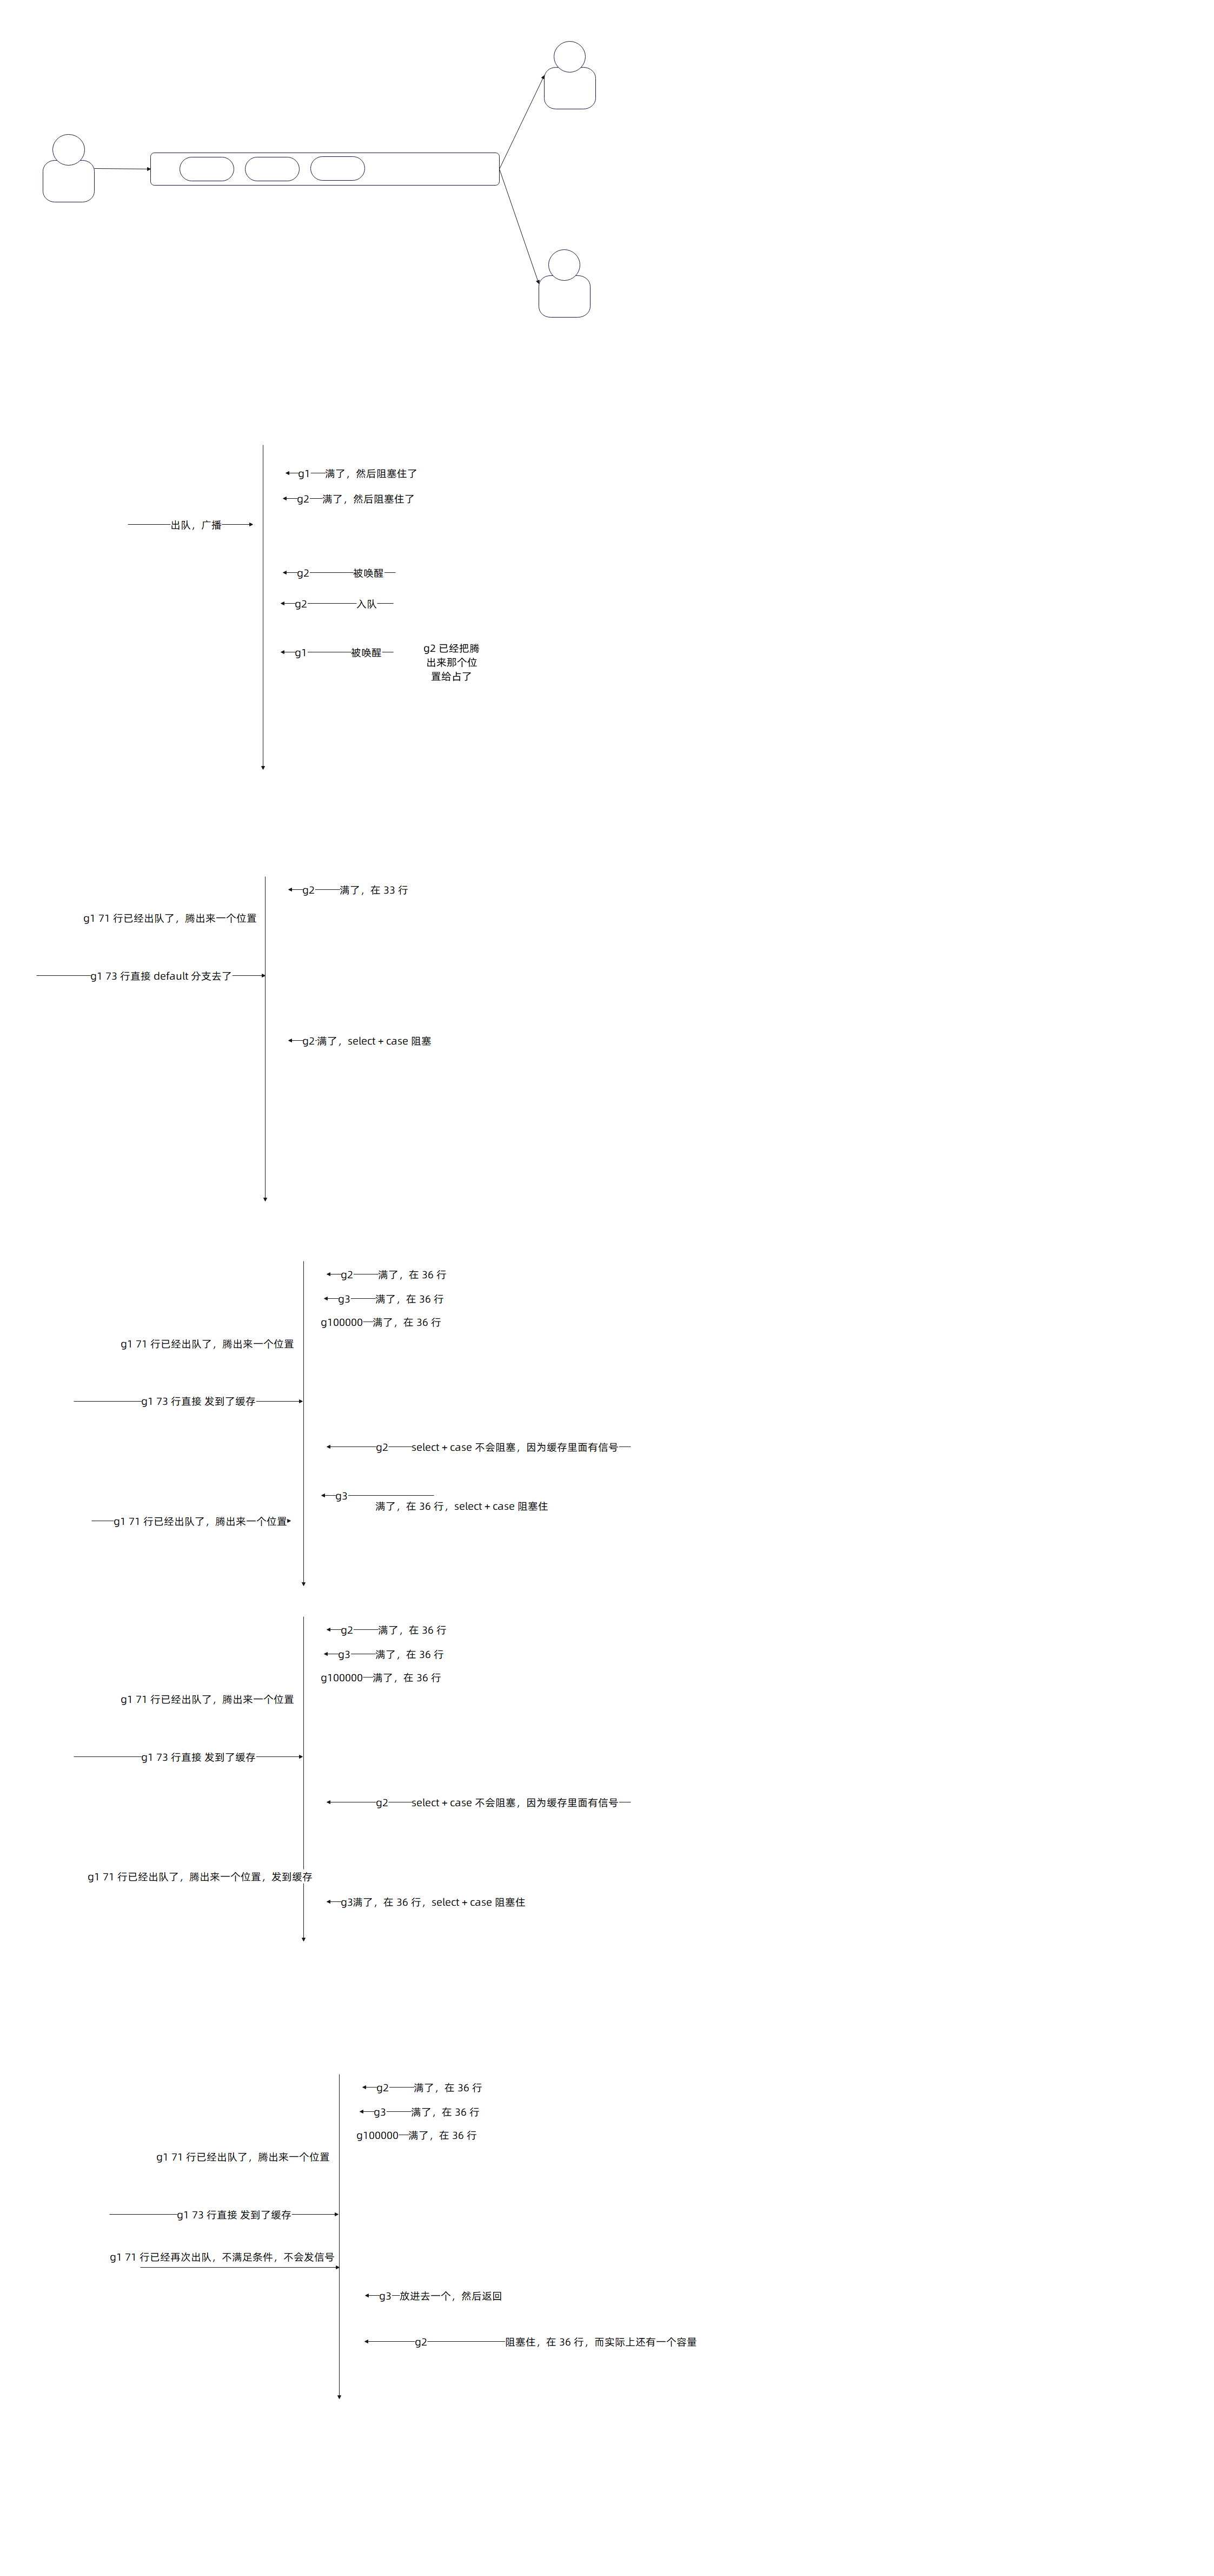 g1 满了，然后阻塞住了
g2 满了，然后阻塞住了
出队，广播
g2 被唤醒
g2 入队
g1 被唤醒
g2 已经把腾
出来那个位
置给占了
g2 满了，在 33 行
g1 71 行已经出队了，腾出来一个位置
g1 73 行直接 default 分支去了
g2 满了，select + case 阻塞
g2 满了，在 36 行
g3 满了，在 36 行
g100000 满了，在 36 行
g1 71 行已经出队了，腾出来一个位置
g1 73 行直接 发到了缓存
g2 select + case 不会阻塞，因为缓存里面有信号
g3
满了，在 36 行，select + case 阻塞住
g1 71 行已经出队了，腾出来一个位置
g2 满了，在 36 行
g3 满了，在 36 行
g100000 满了，在 36 行
g1 71 行已经出队了，腾出来一个位置
g1 73 行直接 发到了缓存
g2 select + case 不会阻塞，因为缓存里面有信号
g1 71 行已经出队了，腾出来一个位置，发到缓存
g3满了，在 36 行，select + case 阻塞住
g2 满了，在 36 行
g3 满了，在 36 行
g100000 满了，在 36 行
g1 71 行已经出队了，腾出来一个位置
g1 73 行直接 发到了缓存
g1 71 行已经再次出队，不满足条件，不会发信号
g3 放进去一个，然后返回
g2 阻塞住，在 36 行，而实际上还有一个容量